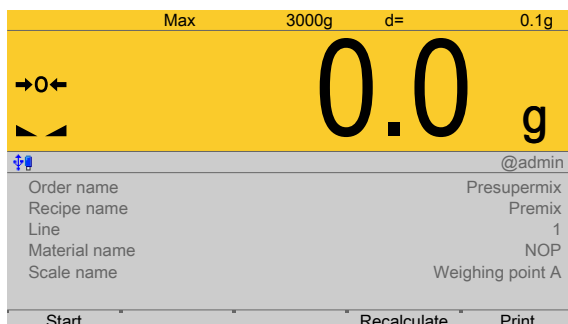 Max 3000g d= 0.1g
→0←
0.0 g
@admin
Order name Presupermix
Recipe name Premix
Line 1
Material name NOP
Scale name Weighing point A
Start Recalculate Print